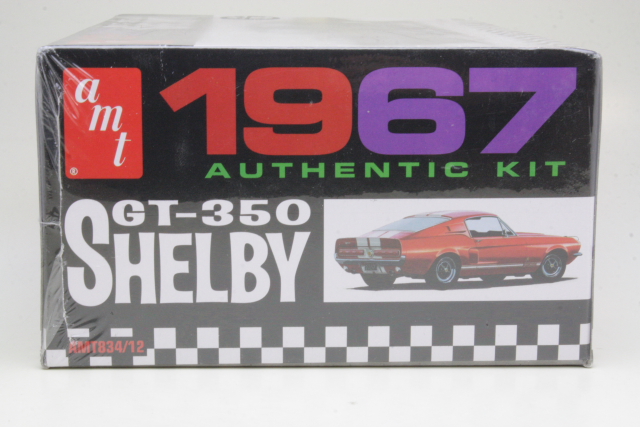 amt
®
1967
AUTHENTIC KIT
GT-350
SHELBY
AMT834/12